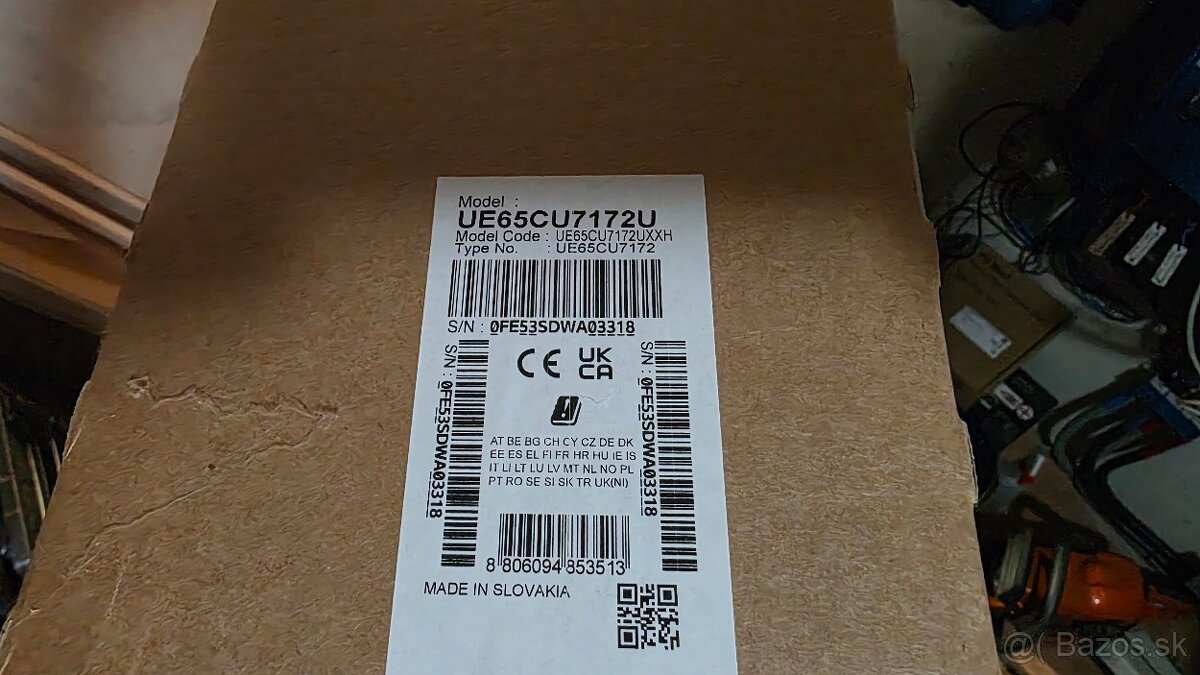 Model :
UE65CU7172U
Model Code : UE65CU7172UXXH
Type No. : UE65CU7172
S/N : 0FE53SDWA03318
S/N : 0FE53SDWA03318
CE UK CA
S/N : 0FE53SDWA03318
AT BE BG CH CY CZ DE DK
EE ES EL FI FR HR HU IE IS
IT LI LT LU LV MT NL NO PL
PT RO SE SI SK TR UK(NI)
8 806094 853513
MADE IN SLOVAKIA
@( Bazos.sk